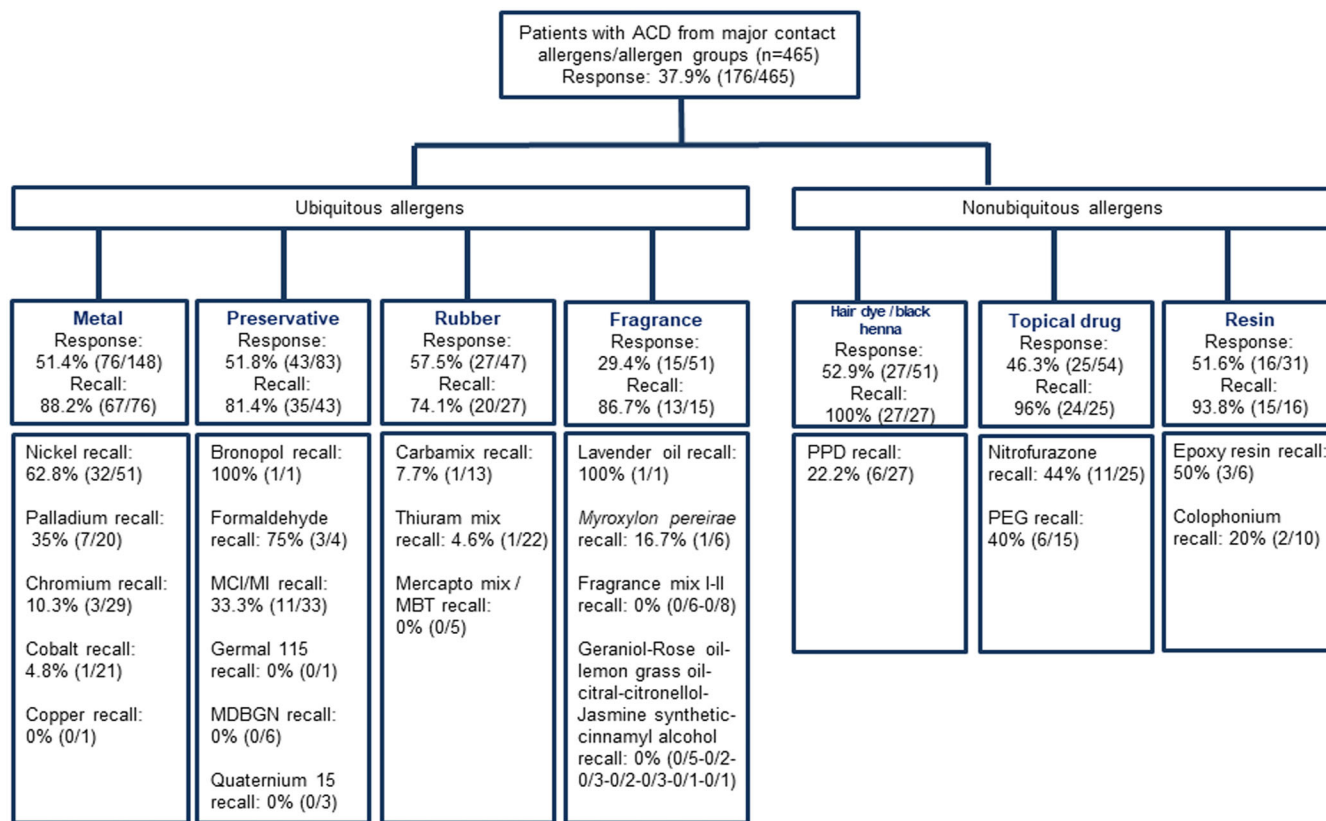 Patients with ACD from major contact
allergens/allergen groups (n=465)
Response: 37.9% (176/465)
Ubiquitous allergens
Nonubiquitous allergens
Metal
Response:
51.4% (76/148)
Recall:
88.2% (67/76)
Preservative
Response:
51.8% (43/83)
Recall:
81.4% (35/43)
Rubber
Response:
57.5% (27/47)
Recall:
74.1% (20/27)
Fragrance
Response:
29.4% (15/51)
Recall:
86.7% (13/15)
Hair dye / black
henna
Response:
52.9% (27/51)
Recall:
100% (27/27)
Topical drug
Response:
46.3% (25/54)
Recall:
96% (24/25)
Resin
Response:
51.6% (16/31)
Recall:
93.8% (15/16)
Nickel recall:
62.8% (32/51)
Palladium recall:
35% (7/20)
Chromium recall:
10.3% (3/29)
Cobalt recall:
4.8% (1/21)
Copper recall:
0% (0/1)
Bronopol recall:
100% (1/1)
Formaldehyde
recall: 75% (3/4)
MCI/MI recall:
33.3% (11/33)
Germal 115
recall: 0% (0/1)
MDBGN recall:
0% (0/6)
Quaternium 15
recall: 0% (0/3)
Carbamix recall:
7.7% (1/13)
Thiuram mix
recall: 4.6% (1/22)
Mercapto mix /
MBT recall:
0% (0/5)
Lavender oil recall:
100% (1/1)
Myroxylon pereirae
recall: 16.7% (1/6)
Fragrance mix I-II
recall: 0% (0/6-0/8)
Geraniol-Rose oil-
lemon grass oil-
citral-citronellol-
Jasmine synthetic-
cinnamyl alcohol
recall: 0% (0/5-0/2-
0/3-0/2-0/3-0/1-0/1)
PPD recall:
22.2% (6/27)
Nitrofurazone
recall: 44% (11/25)
PEG recall:
40% (6/15)
Epoxy resin recall:
50% (3/6)
Colophonium
recall: 20% (2/10)